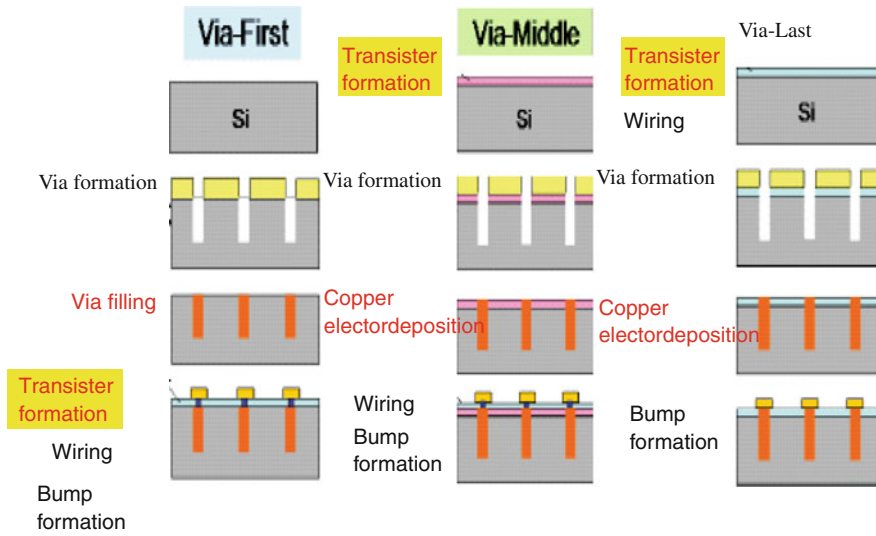 Via-First
Via-Middle
Via-Last
Transister
formation
Transister
formation
Wiring
Si
Si
Si
Via formation
Via formation
Via formation
Via filling
Copper
electordeposition
Copper
electordeposition
Transister
formation
Wiring
Bump
formation
Wiring
Bump
formation
Bump
formation